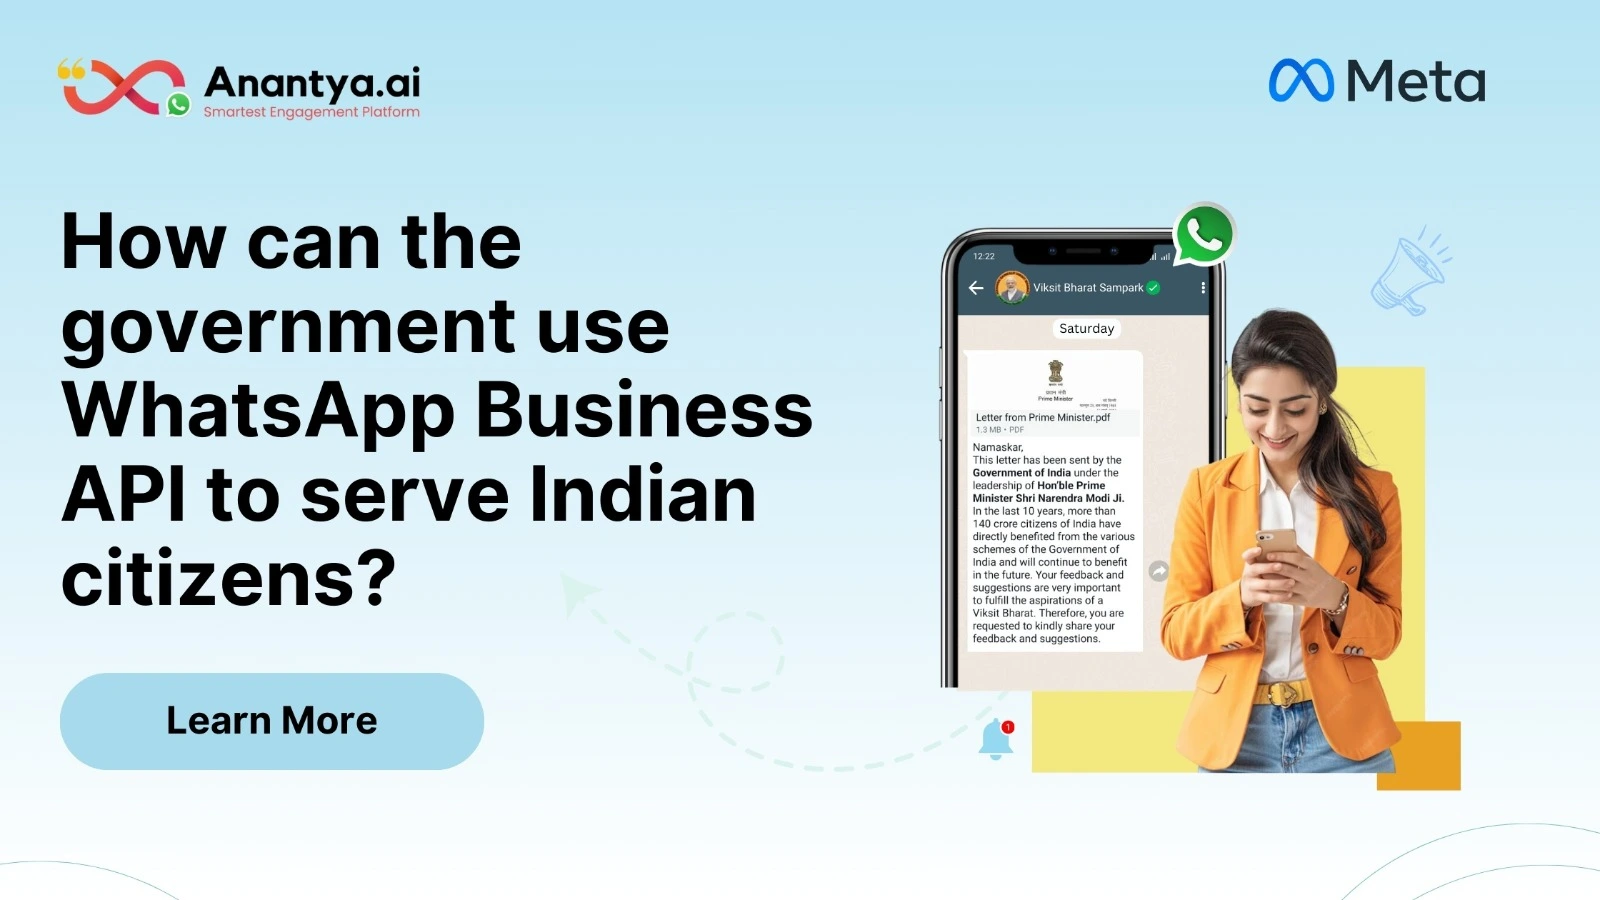 Anantya.ai
Smartest Engagement Platform
Meta
How can the
government use
WhatsApp Business
API to serve Indian
citizens?
Learn More
12:22
Viksit Bharat Sampark
Saturday
Prime Minister
Letter from Prime Minister.pdf
1.3 MB • PDF
Namaskar,
This letter has been sent by the
Government of India under the
leadership of Hon'ble Prime
Minister Shri Narendra Modi Ji.
In the last 10 years, more than
140 crore citizens of India have
directly benefited from the various
schemes of the Government of
India and will continue to benefit
in the future. Your feedback and
suggestions are very important
to fulfill the aspirations of a
Viksit Bharat. Therefore, you are
requested to kindly share your
feedback and suggestions.
1